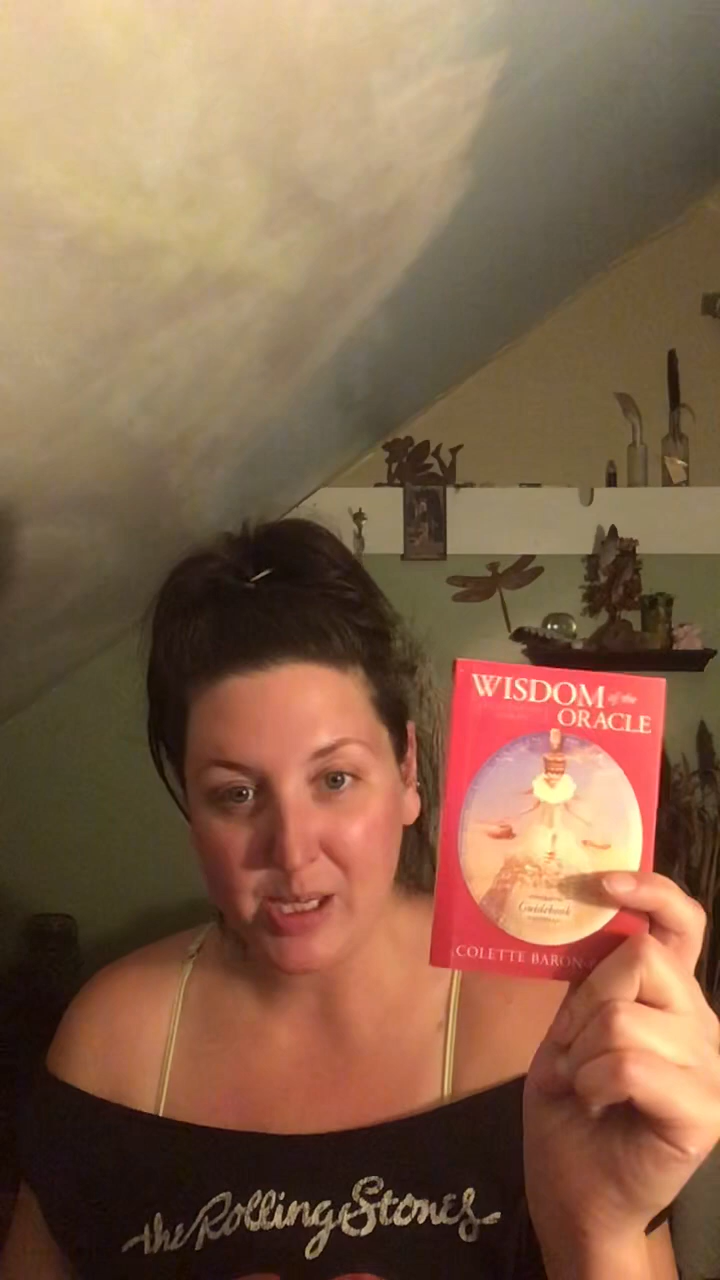 WISDOM of the
ORACLE
Guidebook
COLETTE BARON-
the Rolling Stones